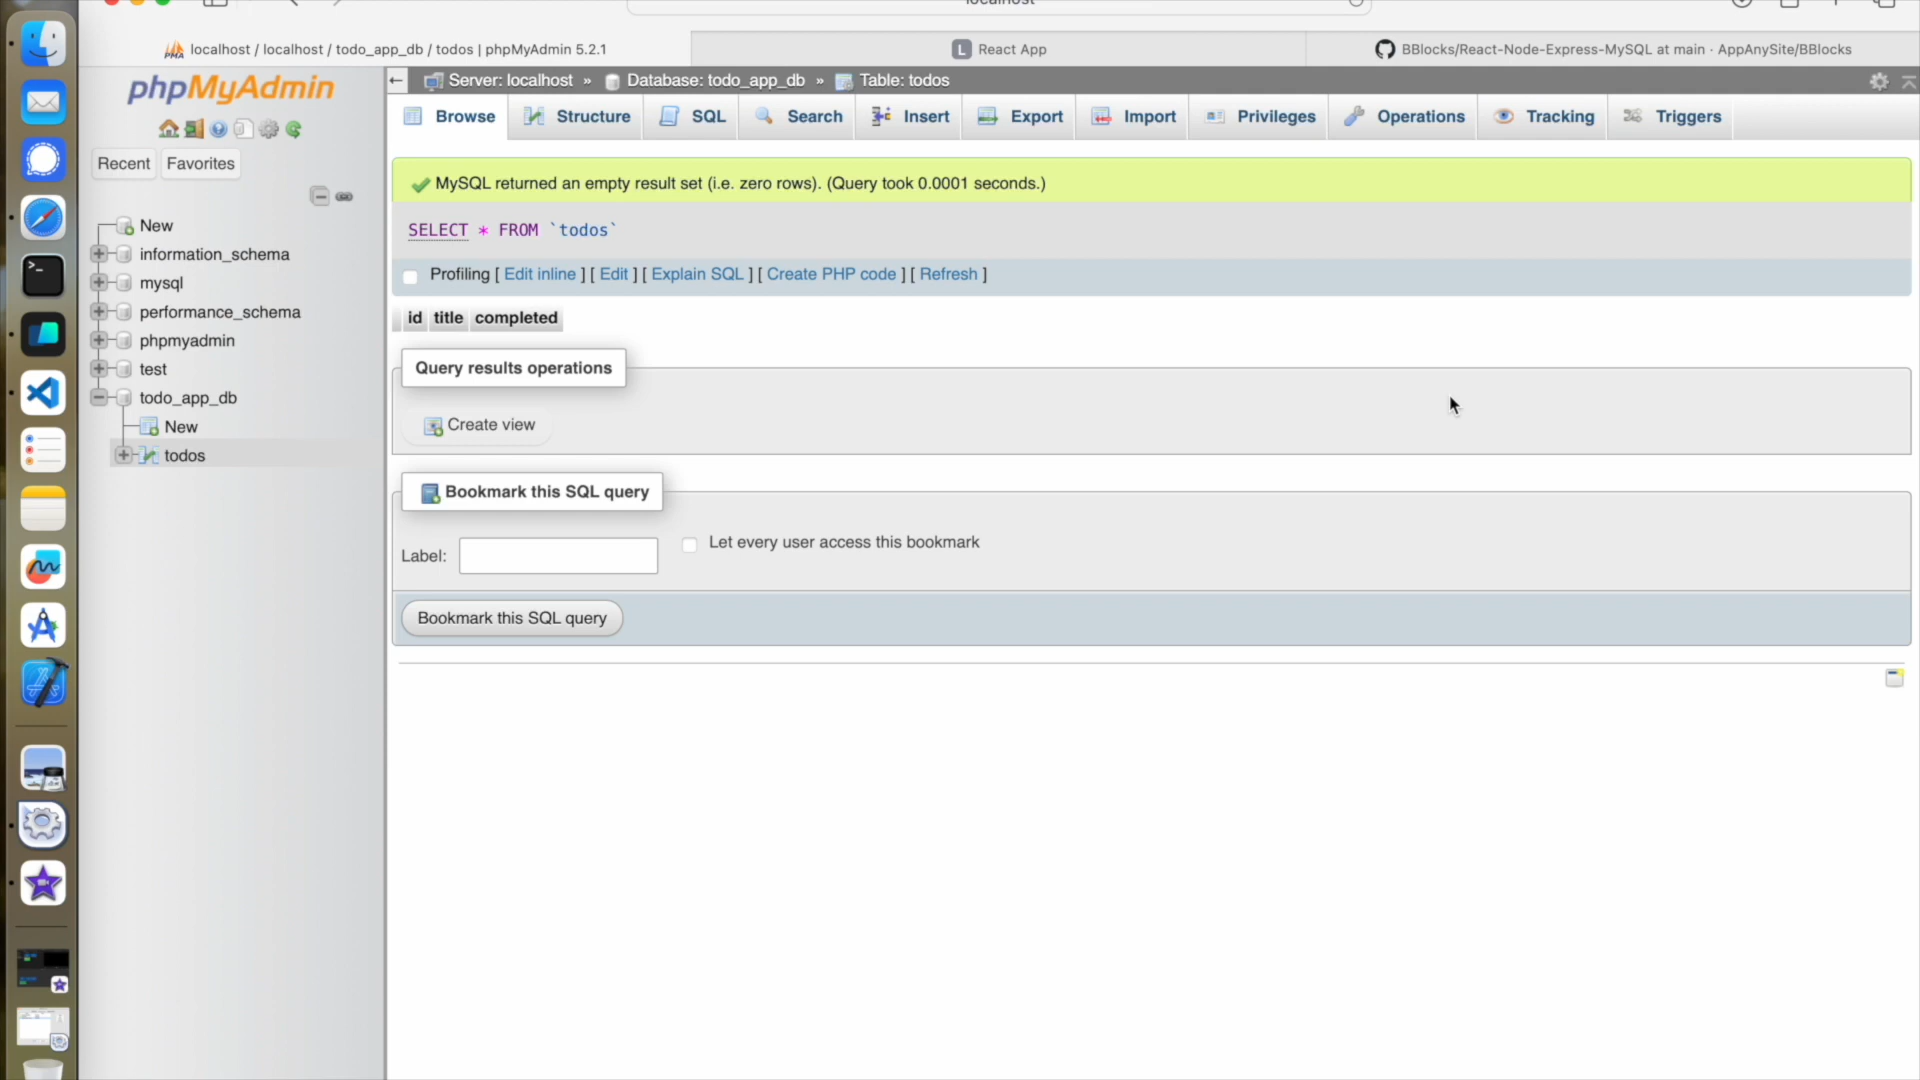 localhost
localhost / localhost / todo_app_db / todos | phpMyAdmin 5.2.1
React App
BBlocks/React-Node-Express-MySQL at main · AppAnySite/BBlocks
phpMyAdmin
Server: localhost » Database: todo_app_db » Table: todos
Browse Structure SQL Search Insert Export Import Privileges Operations Tracking Triggers
Recent Favorites
MySQL returned an empty result set (i.e. zero rows). (Query took 0.0001 seconds.)
SELECT * FROM `todos`
Profiling [ Edit inline ] [ Edit ] [ Explain SQL ] [ Create PHP code ] [ Refresh ]
id title completed
Query results operations
Create view
Bookmark this SQL query
Label:
Let every user access this bookmark
Bookmark this SQL query
New
information_schema
mysql
performance_schema
phpmyadmin
test
todo_app_db
New
todos